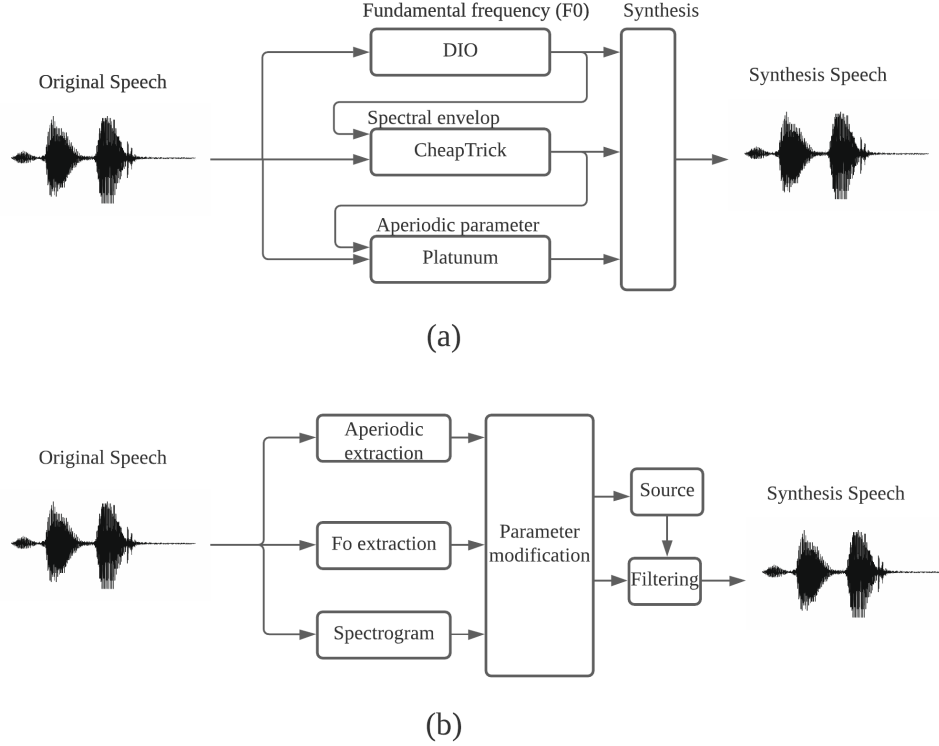 Fundamental frequency (F0)
Synthesis
DIO
Original Speech
Synthesis Speech
Spectral envelop
CheapTrick
Aperiodic parameter
Platunum
(a)
Aperiodic
extraction
Original Speech
Source
Synthesis Speech
Parameter
modification
Fo extraction
Filtering
Spectrogram
(b)